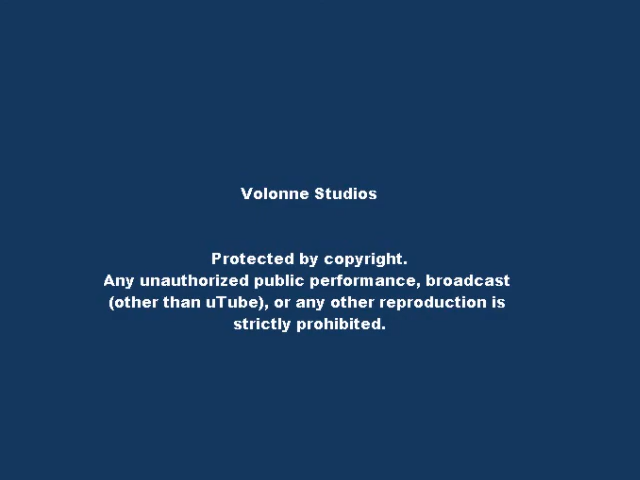 Volonne Studios
Protected by copyright.
Any unauthorized public performance, broadcast
(other than uTube), or any other reproduction is
strictly prohibited.